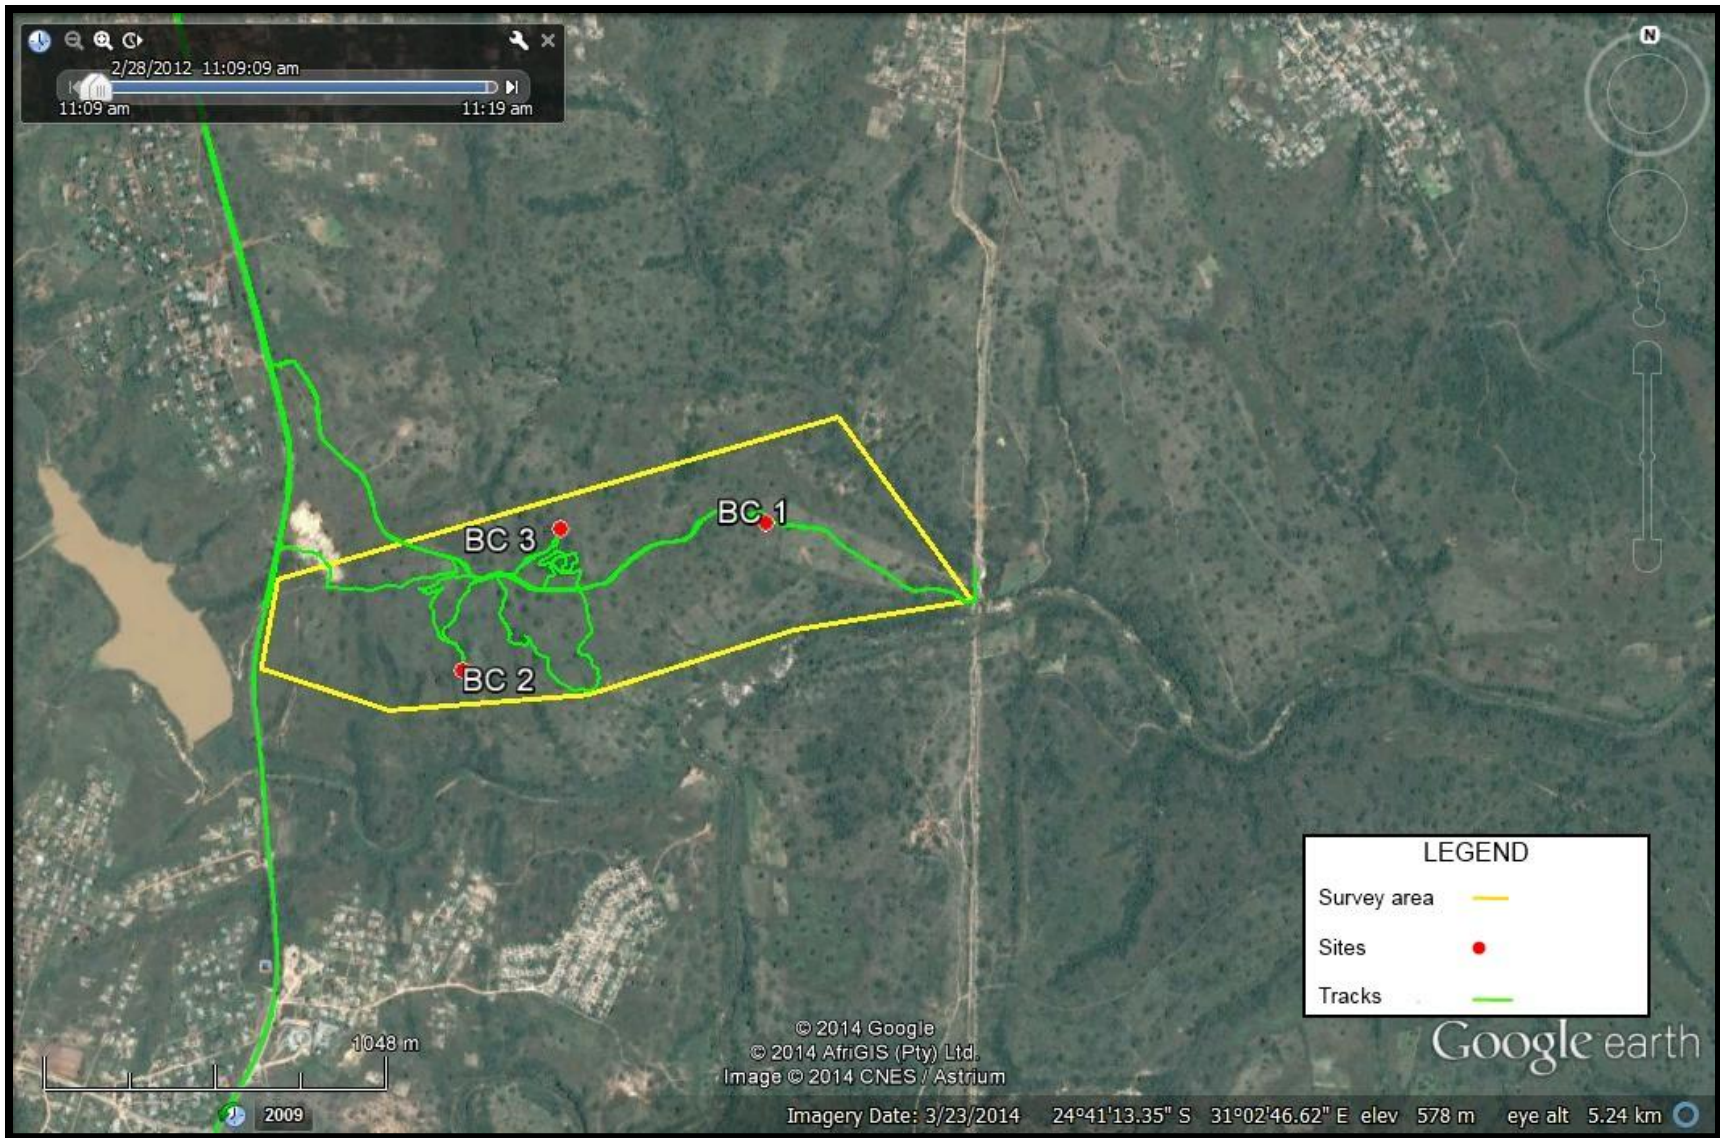 2/28/2012 11:09:09 am
11:09 am
11:19 am
N
BC 1
BC 3
BC 2
LEGEND
Survey area
Sites
Tracks
1048 m
© 2014 Google
© 2014 AfriGIS (Pty) Ltd.
Image © 2014 CNES / Astrium
Google earth
2009
Imagery Date: 3/23/2014 24°41'13.35" S 31°02'46.62" E elev 578 m eye alt 5.24 km